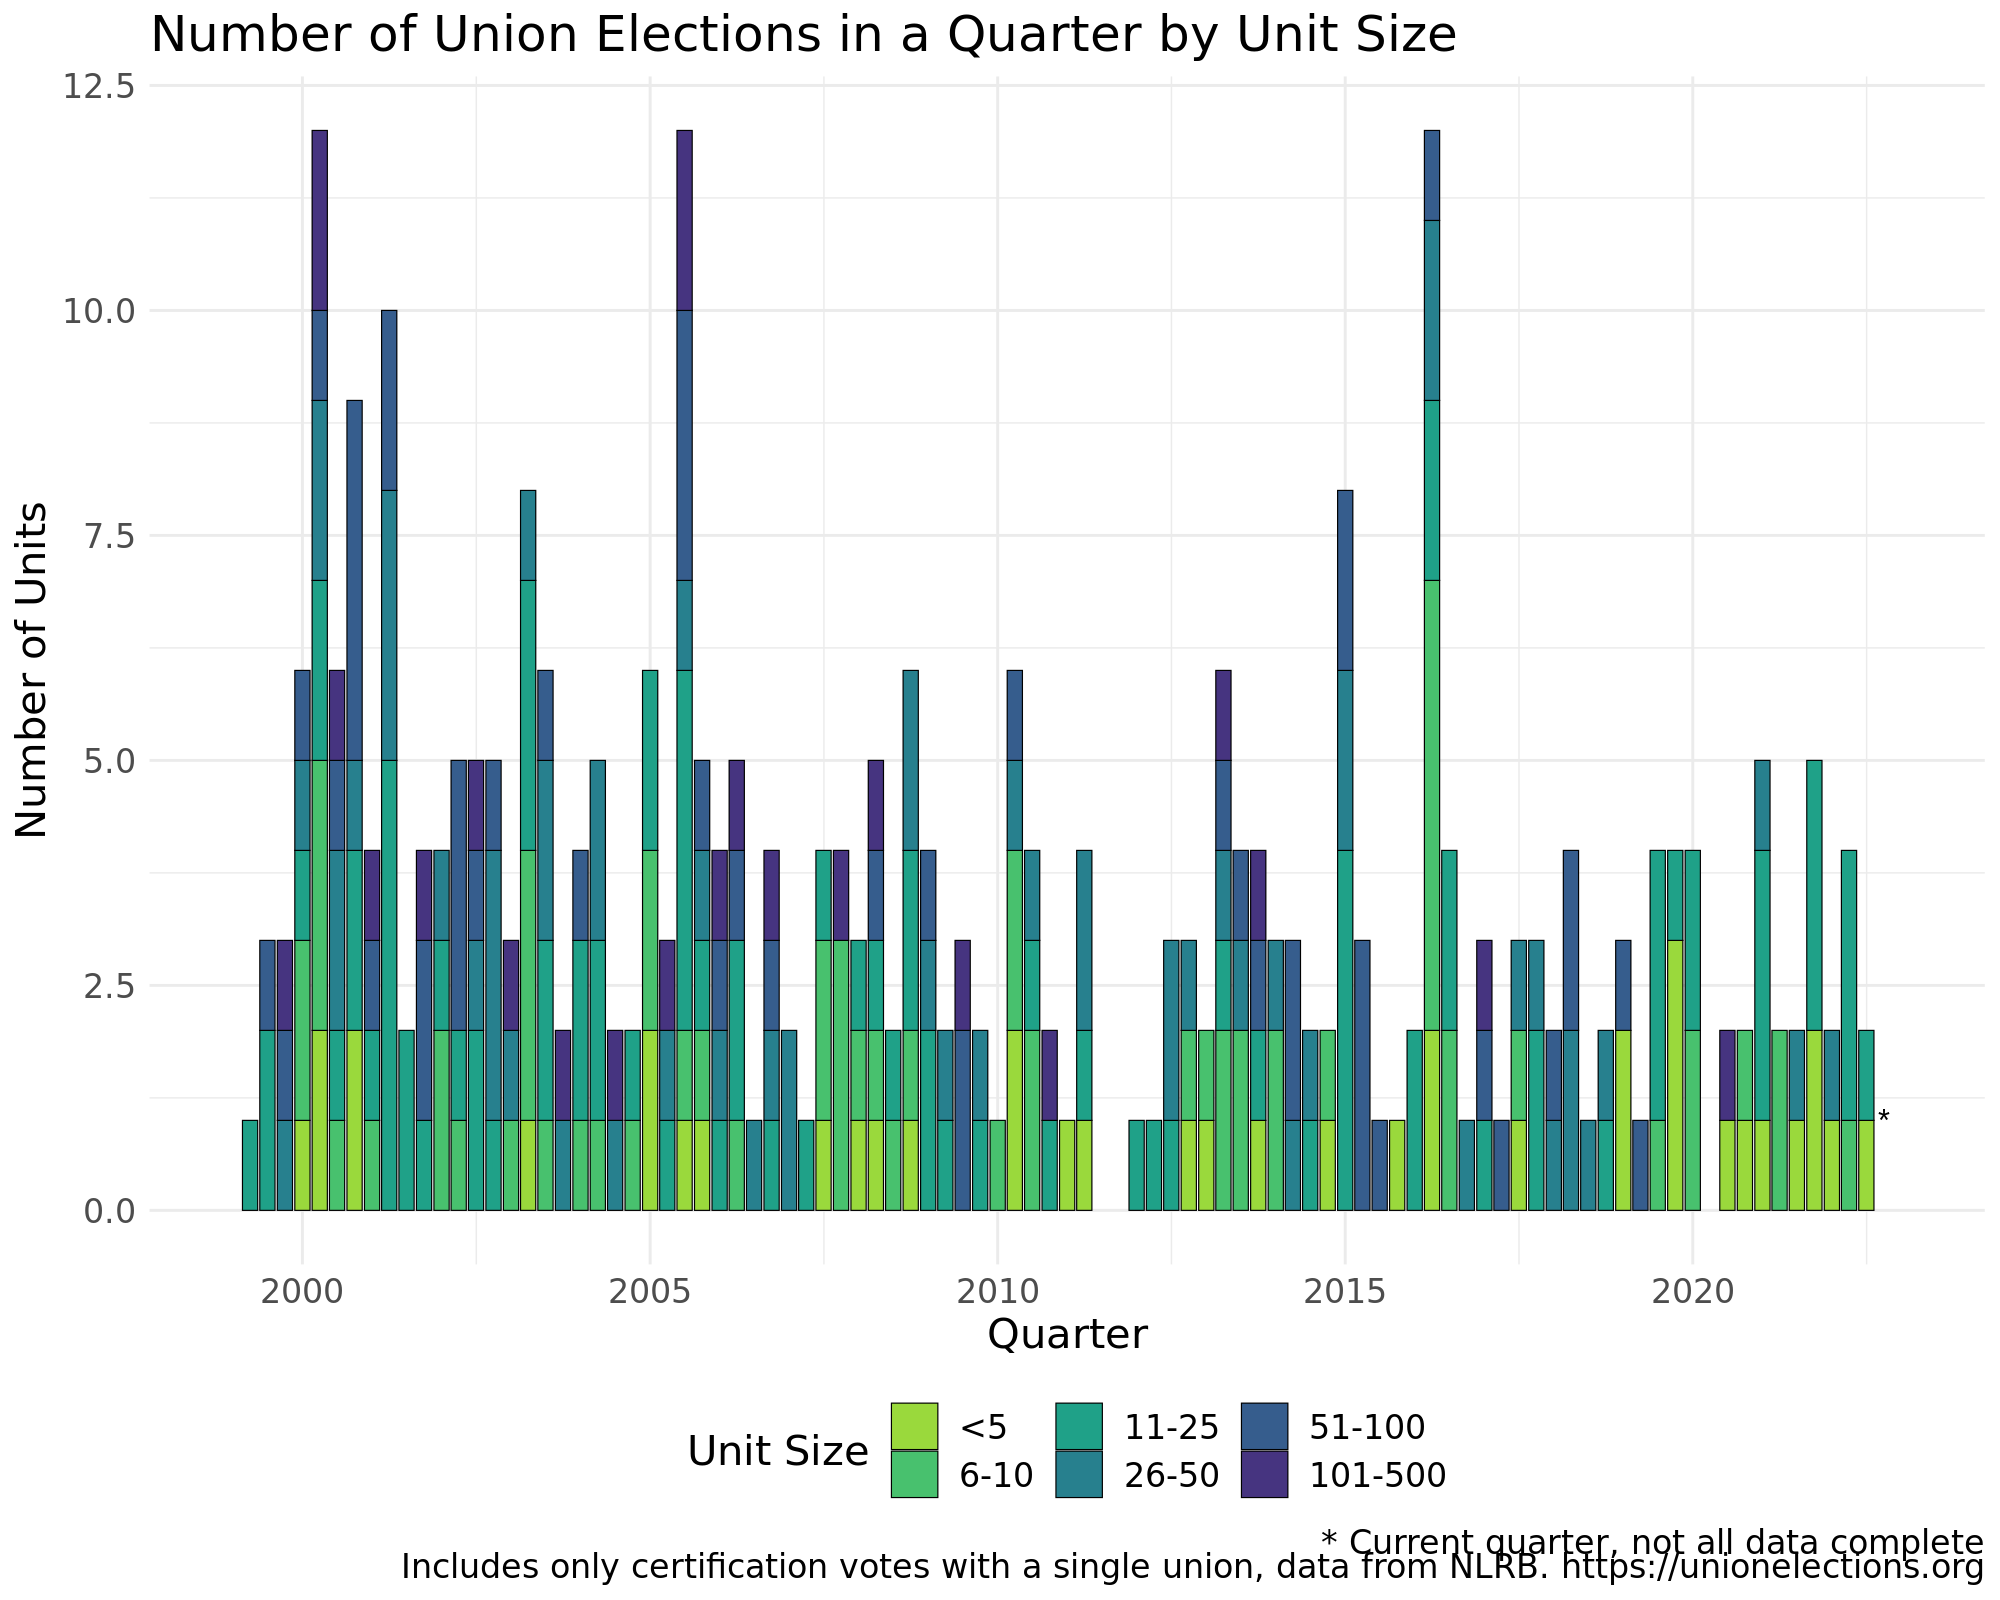 Number of Union Elections in a Quarter by Unit Size
12.5
10.0
7.5
5.0
2.5
0.0
Number of Units
*
2000 2005 2010 2015 2020
Quarter
Unit Size
<5 11-25 51-100
6-10 26-50 101-500
* Current quarter, not all data complete
Includes only certification votes with a single union, data from NLRB. https://unionelections.org